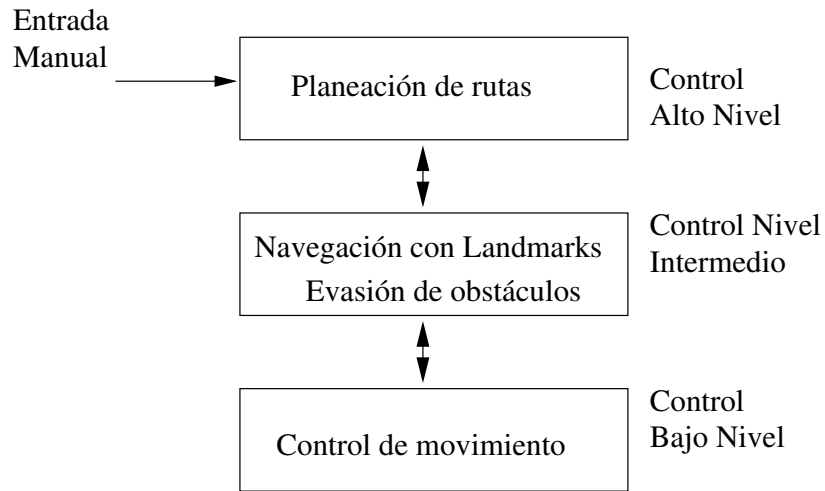 Entrada
Manual
Planeación de rutas
Control
Alto Nivel
Navegación con Landmarks
Evasión de obstáculos
Control Nivel
Intermedio
Control de movimiento
Control
Bajo Nivel